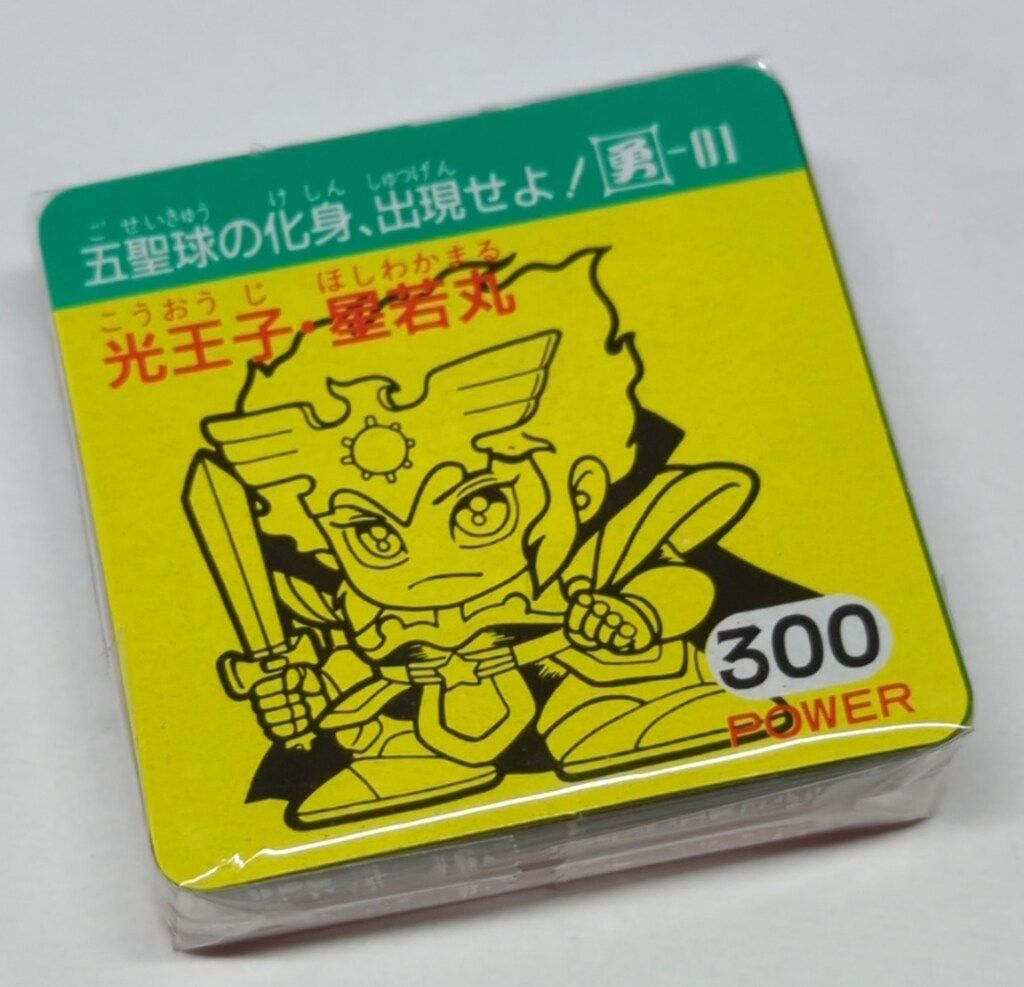 ごせいきゅう けしん しゅつげん
五聖球の化身、出現せよ! 勇-01
こうおうじ ほしわかまる
光王子・星若丸
300
POWER